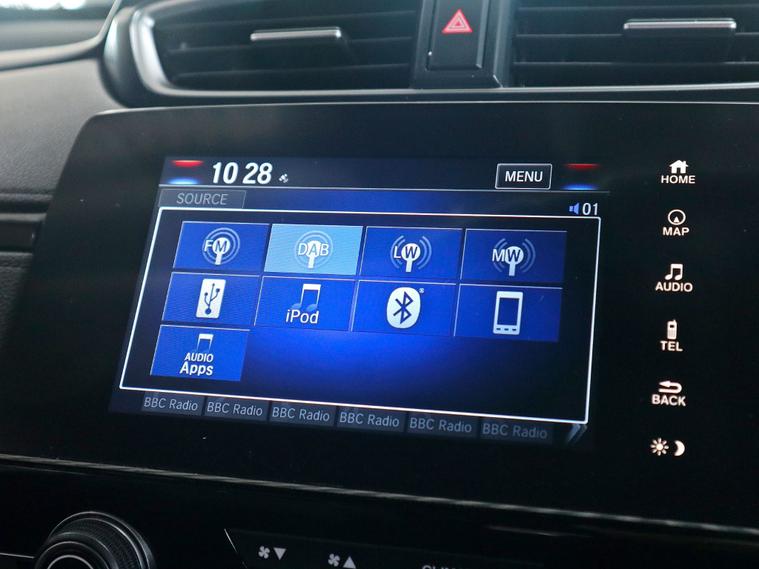 10 28
MENU
SOURCE
01
FM
DAB
LW
MW
iPod
AUDIO
Apps
BBC Radio
BBC Radio
BBC Radio
BBC Radio
BBC Radio
BBC Radio
HOME
MAP
AUDIO
TEL
BACK